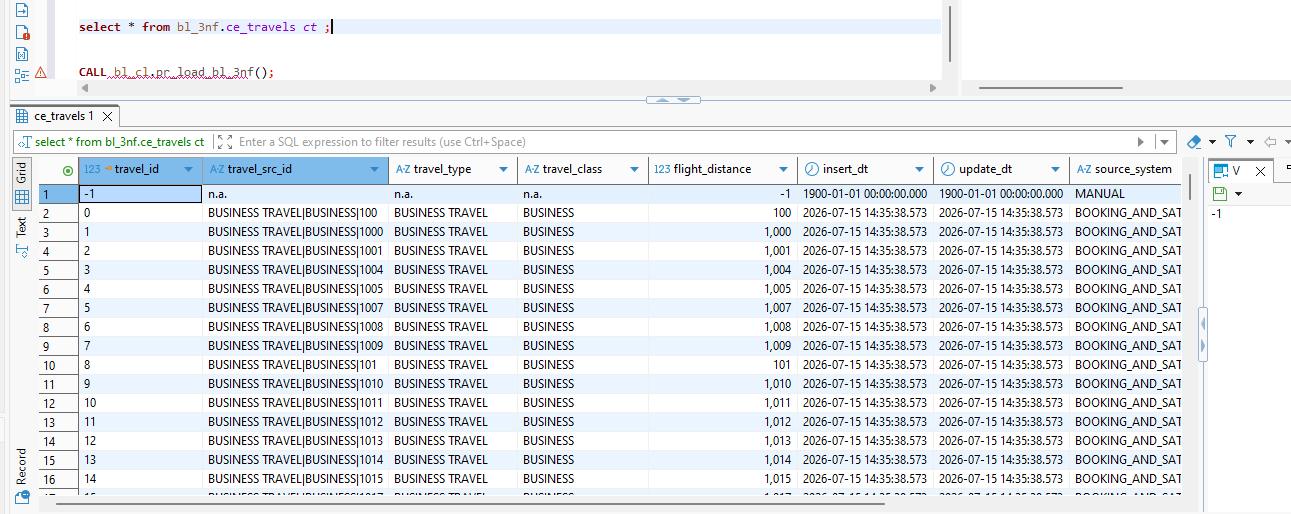 select * from bl_3nf.ce_travels ct ;
CALL bl_cl.pr_load_bl_3nf();
ce_travels 1
select * from bl_3nf.ce_travels ct Enter a SQL expression to filter results (use Ctrl+Space)
Grid
Text
Record
V
-1
123 travel_id A-Z travel_src_id A-Z travel_type A-Z travel_class 123 flight_distance insert_dt update_dt A-Z source_system
1 -1 n.a. n.a. n.a. -1 1900-01-01 00:00:00.000 1900-01-01 00:00:00.000 MANUAL
2 0 BUSINESS TRAVEL|BUSINESS|100 BUSINESS TRAVEL BUSINESS 100 2026-07-15 14:35:38.573 2026-07-15 14:35:38.573 BOOKING_AND_SAT
3 1 BUSINESS TRAVEL|BUSINESS|1000 BUSINESS TRAVEL BUSINESS 1,000 2026-07-15 14:35:38.573 2026-07-15 14:35:38.573 BOOKING_AND_SAT
4 2 BUSINESS TRAVEL|BUSINESS|1001 BUSINESS TRAVEL BUSINESS 1,001 2026-07-15 14:35:38.573 2026-07-15 14:35:38.573 BOOKING_AND_SAT
5 3 BUSINESS TRAVEL|BUSINESS|1004 BUSINESS TRAVEL BUSINESS 1,004 2026-07-15 14:35:38.573 2026-07-15 14:35:38.573 BOOKING_AND_SAT
6 4 BUSINESS TRAVEL|BUSINESS|1005 BUSINESS TRAVEL BUSINESS 1,005 2026-07-15 14:35:38.573 2026-07-15 14:35:38.573 BOOKING_AND_SAT
7 5 BUSINESS TRAVEL|BUSINESS|1007 BUSINESS TRAVEL BUSINESS 1,007 2026-07-15 14:35:38.573 2026-07-15 14:35:38.573 BOOKING_AND_SAT
8 6 BUSINESS TRAVEL|BUSINESS|1008 BUSINESS TRAVEL BUSINESS 1,008 2026-07-15 14:35:38.573 2026-07-15 14:35:38.573 BOOKING_AND_SAT
9 7 BUSINESS TRAVEL|BUSINESS|1009 BUSINESS TRAVEL BUSINESS 1,009 2026-07-15 14:35:38.573 2026-07-15 14:35:38.573 BOOKING_AND_SAT
10 8 BUSINESS TRAVEL|BUSINESS|101 BUSINESS TRAVEL BUSINESS 101 2026-07-15 14:35:38.573 2026-07-15 14:35:38.573 BOOKING_AND_SAT
11 9 BUSINESS TRAVEL|BUSINESS|1010 BUSINESS TRAVEL BUSINESS 1,010 2026-07-15 14:35:38.573 2026-07-15 14:35:38.573 BOOKING_AND_SAT
12 10 BUSINESS TRAVEL|BUSINESS|1011 BUSINESS TRAVEL BUSINESS 1,011 2026-07-15 14:35:38.573 2026-07-15 14:35:38.573 BOOKING_AND_SAT
13 11 BUSINESS TRAVEL|BUSINESS|1012 BUSINESS TRAVEL BUSINESS 1,012 2026-07-15 14:35:38.573 2026-07-15 14:35:38.573 BOOKING_AND_SAT
14 12 BUSINESS TRAVEL|BUSINESS|1013 BUSINESS TRAVEL BUSINESS 1,013 2026-07-15 14:35:38.573 2026-07-15 14:35:38.573 BOOKING_AND_SAT
15 13 BUSINESS TRAVEL|BUSINESS|1014 BUSINESS TRAVEL BUSINESS 1,014 2026-07-15 14:35:38.573 2026-07-15 14:35:38.573 BOOKING_AND_SAT
16 14 BUSINESS TRAVEL|BUSINESS|1015 BUSINESS TRAVEL BUSINESS 1,015 2026-07-15 14:35:38.573 2026-07-15 14:35:38.573 BOOKING_AND_SAT